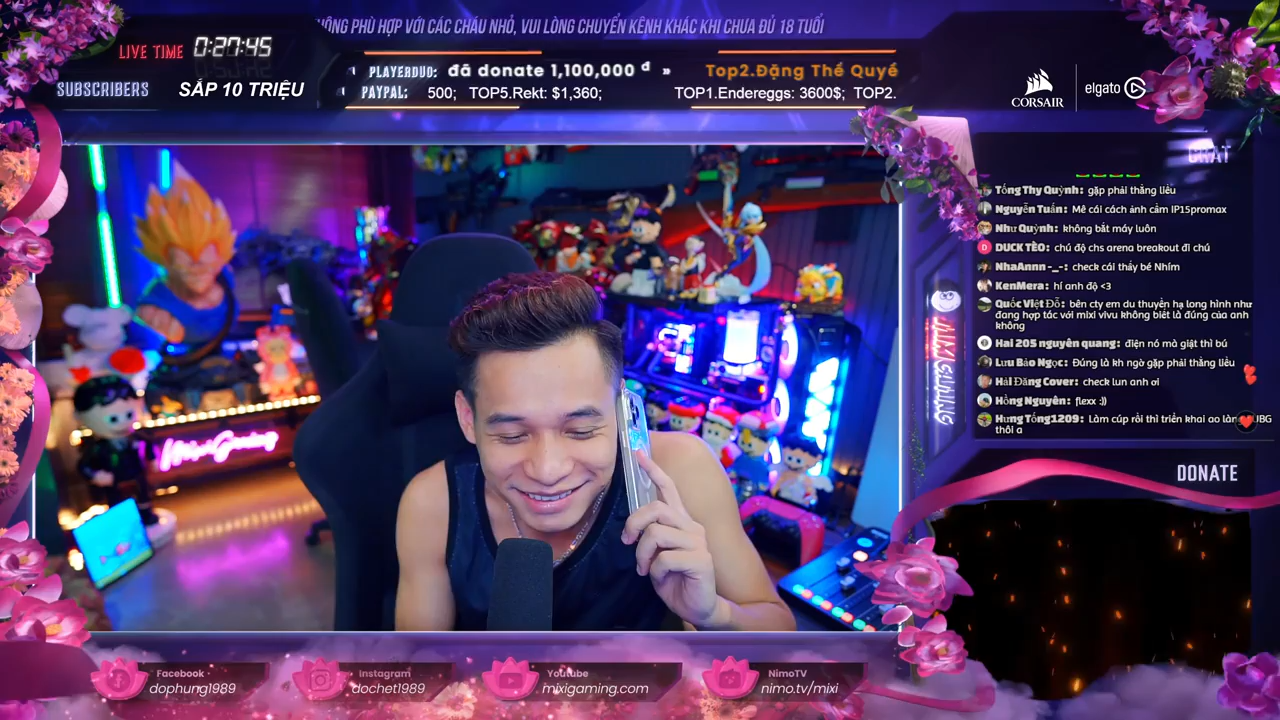 HÔNG PHÙ HỢP VỚI CÁC CHÁU NHỎ, VUI LÒNG CHUYỂN KÊNH KHÁC KHI CHƯA ĐỦ 18 TUỔI
LIVE TIME 0:27:45
SUBSCRIBERS SẮP 10 TRIỆU
PLAYERDUO: đã donate 1,100,000 đ » Top2.Đặng Thế Quyề
PAYPAL: 500; TOP5.Rekt: $1,360; TOP1.Endereggs: 3600$; TOP2.
CORSAIR elgato
CHAT
Tống Thy Quỳnh: gặp phải thằng liều
Nguyễn Tuấn: Mê cái cách ảnh cầm IP15promax
Như Quỳnh: không bắt máy luôn
DUCK TÈO: chú độ chs arena breakout đi chú
NhaAnnn -_-: check cái thầy bé Nhím
KenMera: hí anh độ <3
Quốc Việt Đỗ: bên cty em du thuyền hạ long hình như
đang hợp tác với mixi vivu không biết là đúng của anh
không
Hai 205 nguyên quang: điện nó mà giật thì bú
Lưu Bảo Ngọc: Đúng là kh ngờ gặp phải thằng liều
Hải Đăng Cover: check lun anh ơi
Hồng Nguyên: flexx :))
Hưng Tống1209: Làm cúp rồi thì triển khai ao làng JBG
thôi a
MIXIGAMING
MixiGaming
DONATE
Facebook
dophung1989
Instagram
dochet1989
Youtube
mixigaming.com
NimoTV
nimo.tv/mixi